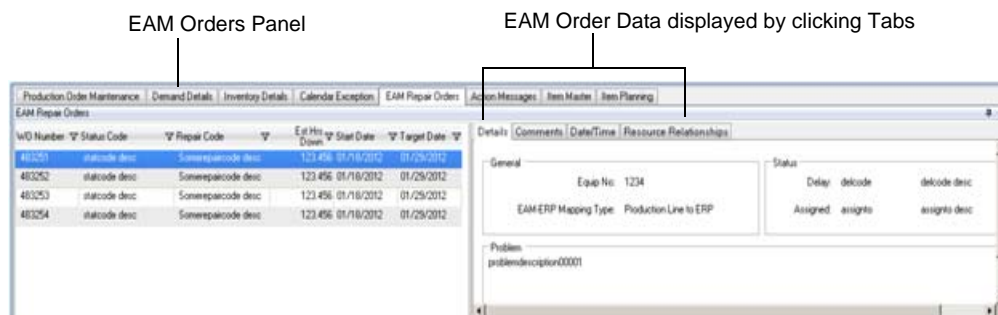 EAM Orders Panel
EAM Order Data displayed by clicking Tabs
Production Order Maintenance Demand Details Inventory Details Calendar Exception EAM Repair Orders Action Messages Item Master Item Planning
EAM Repair Orders
WO Number Status Code Repair Code Est Hrs Down Start Date Target Date
483251 statcode desc Somerepaircode desc 123.456 01/18/2012 01/29/2012
483252 statcode desc Somerepaircode desc 123.456 01/18/2012 01/29/2012
483253 statcode desc Somerepaircode desc 123.456 01/18/2012 01/29/2012
483254 statcode desc Somerepaircode desc 123.456 01/18/2012 01/29/2012
Details Comments Date/Time Resource Relationships
General
Equip No: 1234
EAM-ERP Mapping Type: Production Line to ERP
Status
Delay: delcode delcode desc
Assigned: assignto assignto desc
Problem
problemdescription00001